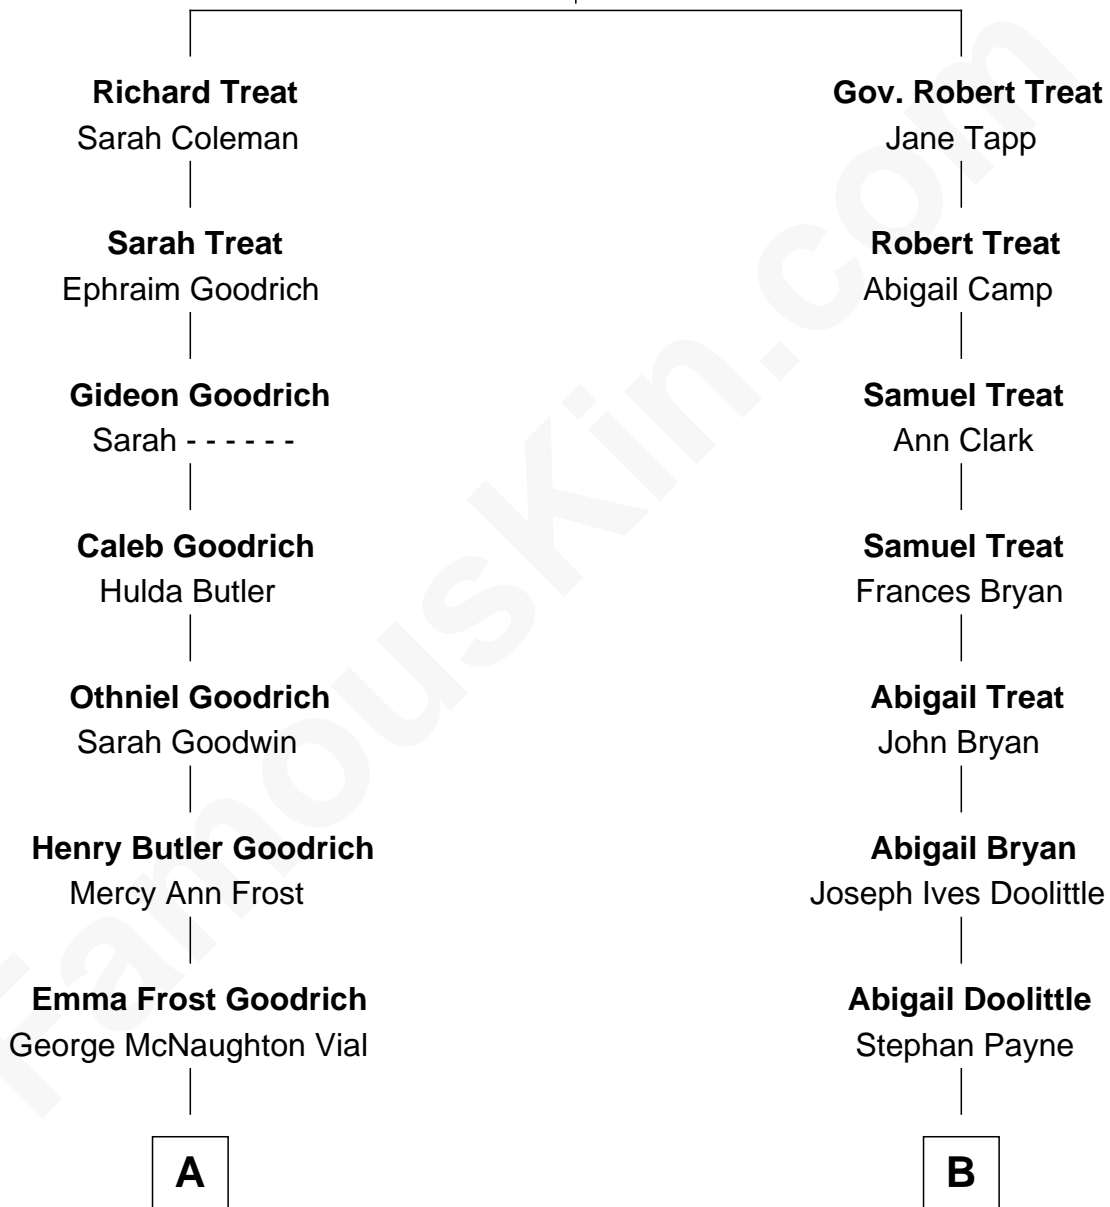 Richard Treat
Sarah Coleman
Sarah Treat
Ephraim Goodrich
Gideon Goodrich
Sarah - - - - - -
Caleb Goodrich
Hulda Butler
Othniel Goodrich
Sarah Goodwin
Henry Butler Goodrich
Mercy Ann Frost
Emma Frost Goodrich
George McNaughton Vial
A
Gov. Robert Treat
Jane Tapp
Robert Treat
Abigail Camp
Samuel Treat
Ann Clark
Samuel Treat
Frances Bryan
Abigail Treat
John Bryan
Abigail Bryan
Joseph Ives Doolittle
Abigail Doolittle
Stephan Payne
B
FamousKin.com